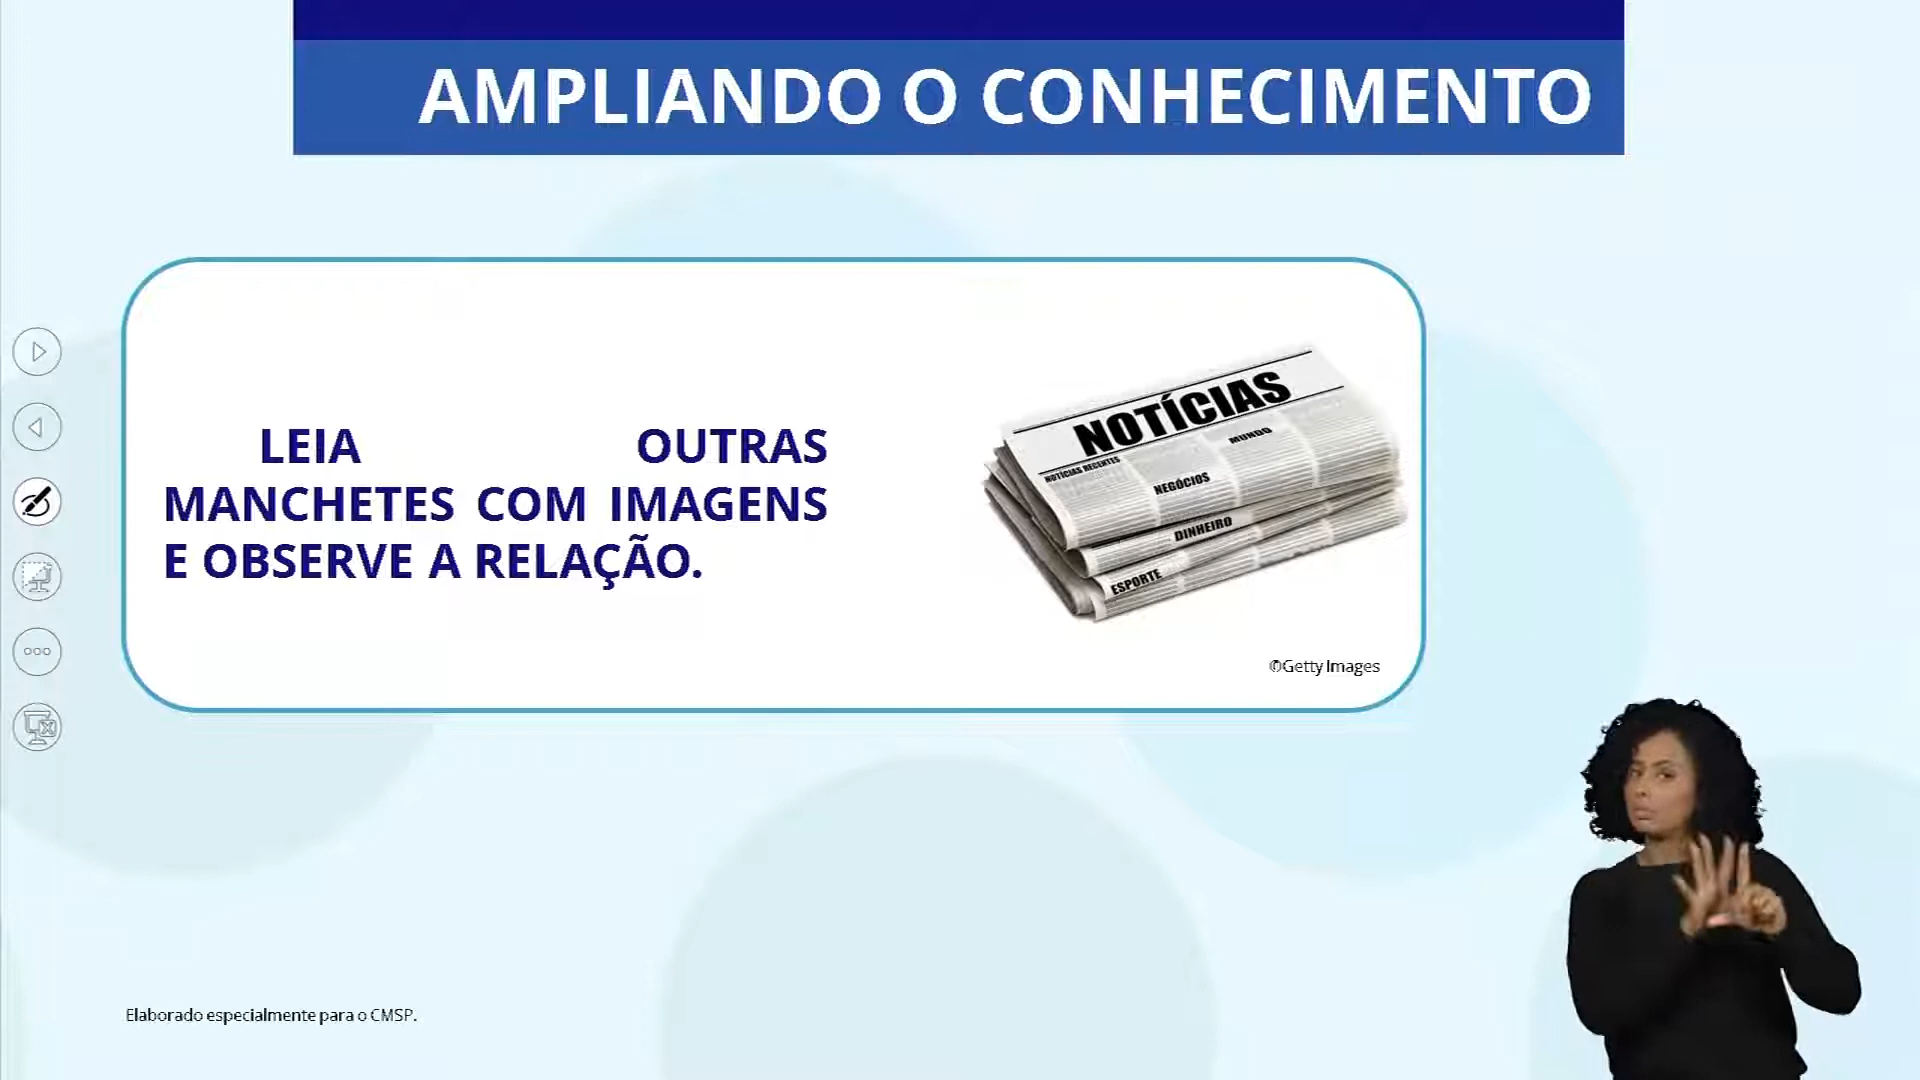 AMPLIANDO O CONHECIMENTO
LEIA OUTRAS
MANCHETES COM IMAGENS
E OBSERVE A RELAÇÃO.
NOTÍCIAS
MUNDO
NOTÍCIAS RECENTES
NEGÓCIOS
DINHEIRO
ESPORTE
©Getty Images
Elaborado especialmente para o CMSP.